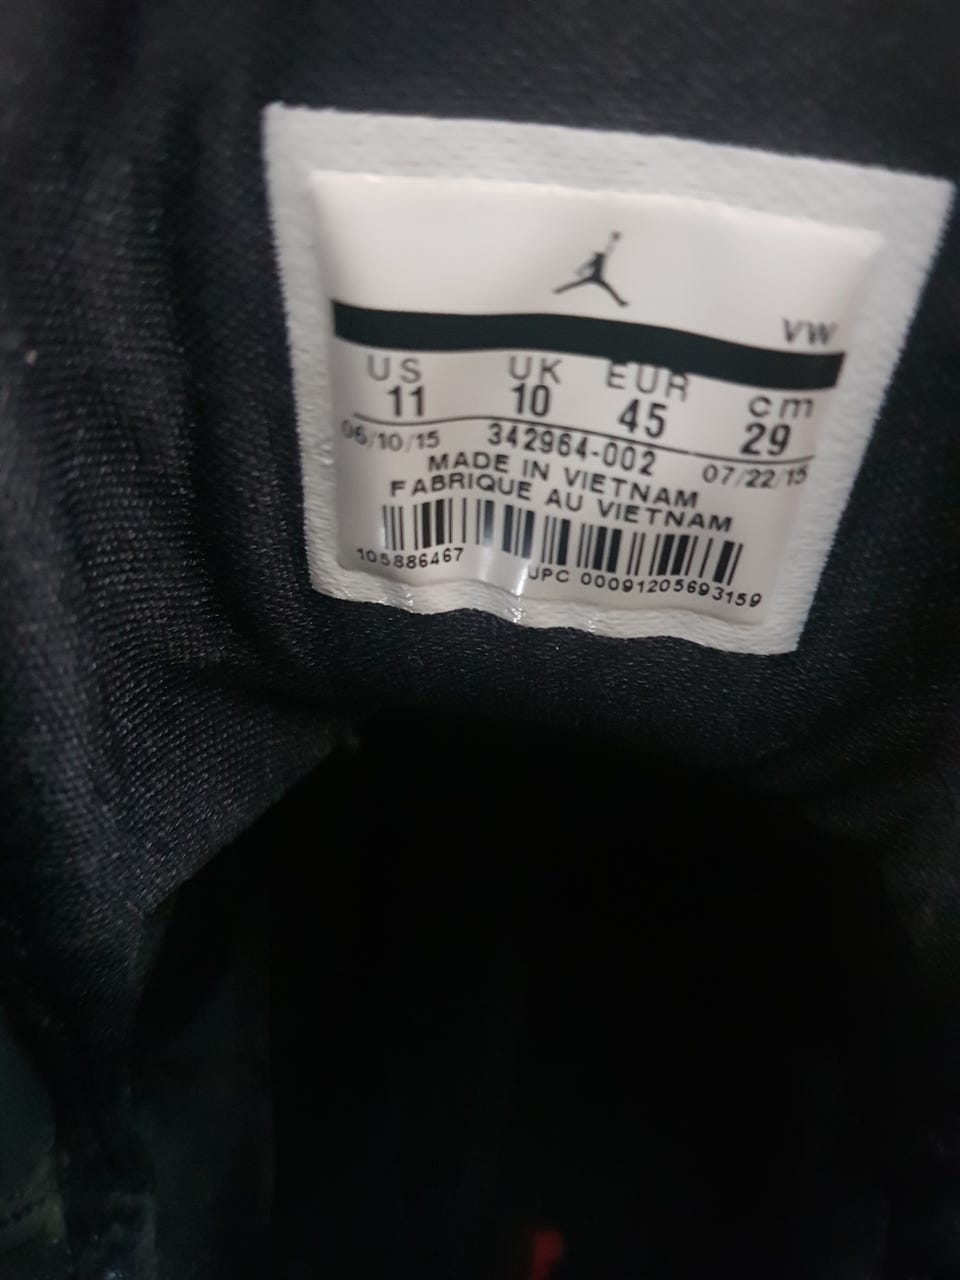 VW
US UK EUR cm
11 10 45 29
06/10/15 342964-002 07/22/15
MADE IN VIETNAM
FABRIQUE AU VIETNAM
105886467 UPC 00091205693159